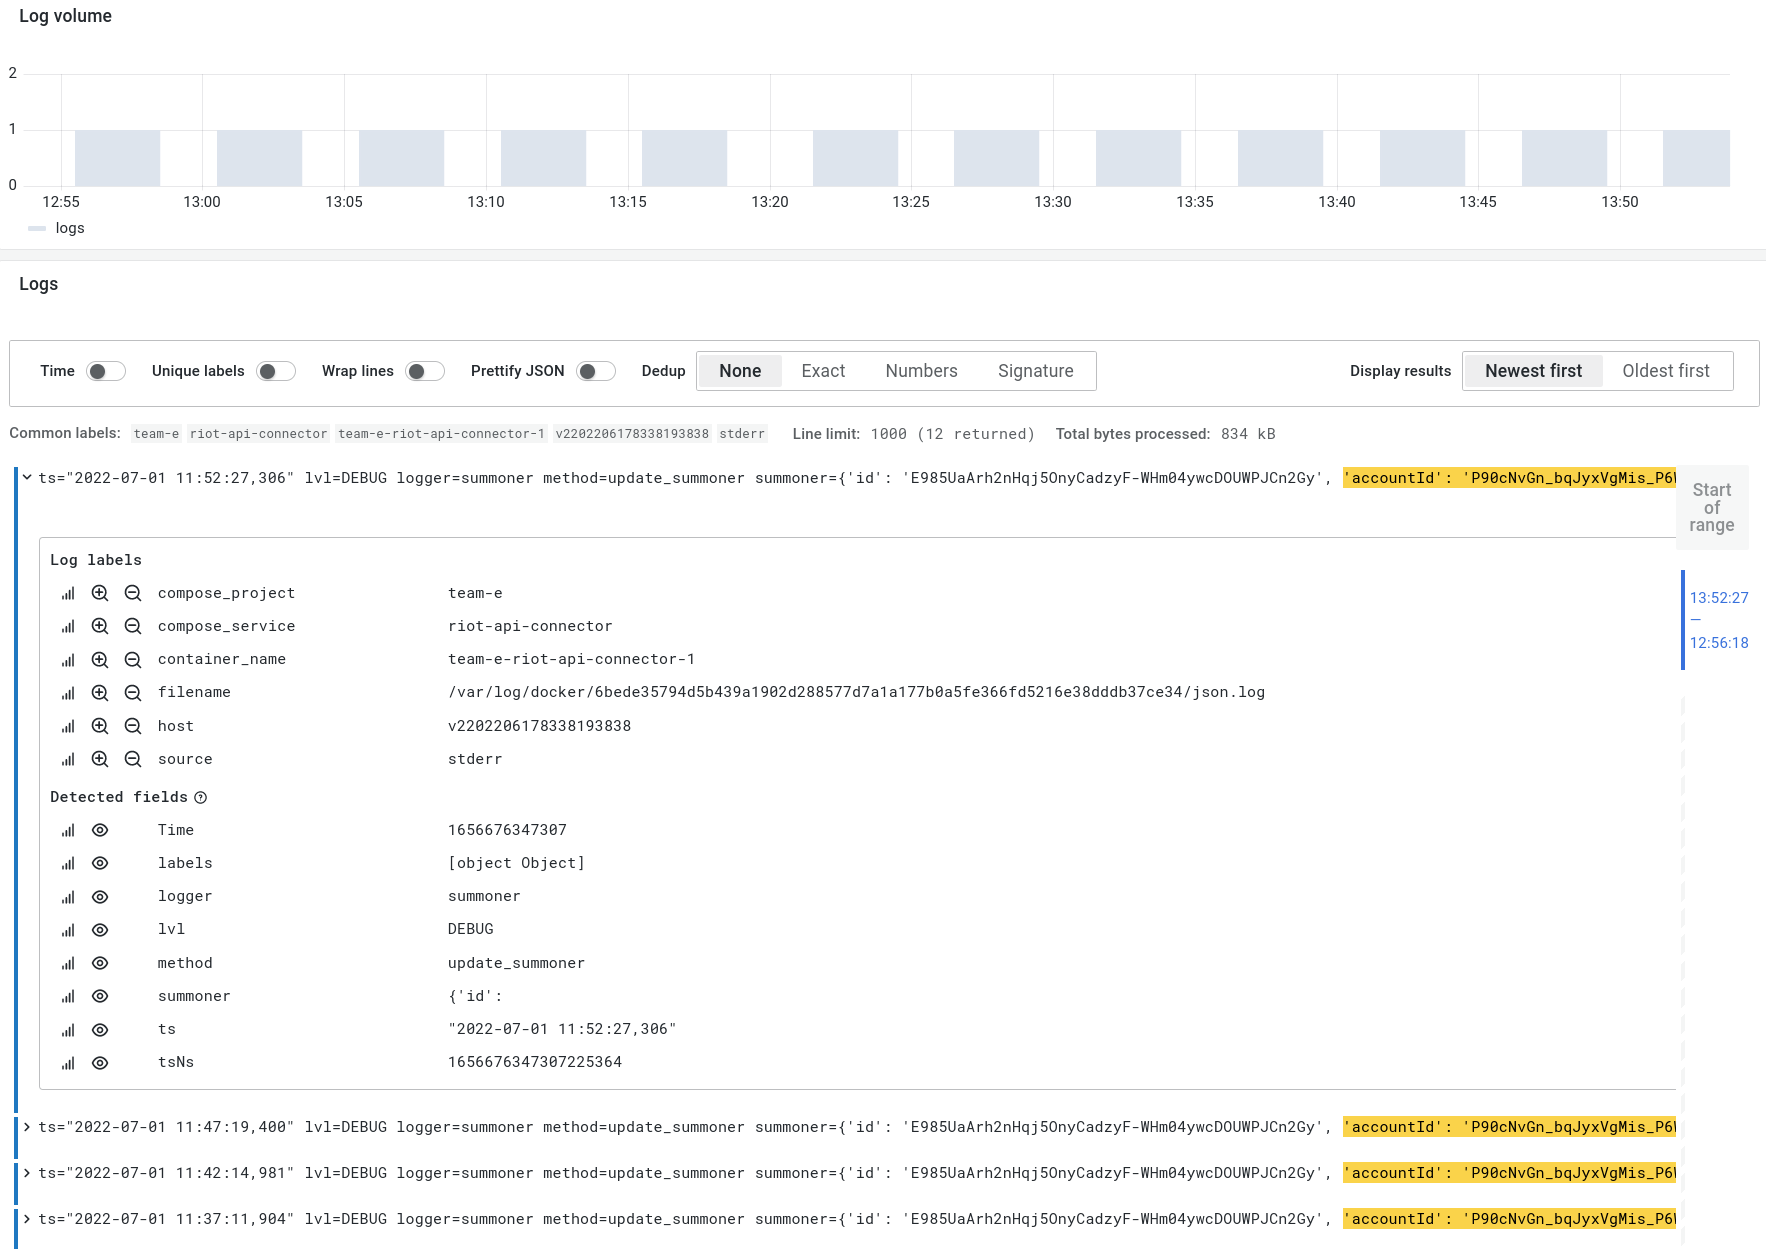 Log volume
2
1
0
12:55 13:00 13:05 13:10 13:15 13:20 13:25 13:30 13:35 13:40 13:45 13:50
logs
Logs
Time Unique labels Wrap lines Prettify JSON Dedup None Exact Numbers Signature Display results Newest first Oldest first
Common labels: team-e riot-api-connector team-e-riot-api-connector-1 v2202206178338193838 stderr Line limit: 1000 (12 returned) Total bytes processed: 834 kB
ts="2022-07-01 11:52:27,306" lvl=DEBUG logger=summoner method=update_summoner summoner={'id': 'E985UaArh2nHqj5OnyCadzyF-WHm04ywcDOUWPJCn2Gy', 'accountId': 'P90cNvGn_bqJyxVgMis_P6W
Start
of
range
Log labels
compose_project team-e
compose_service riot-api-connector
container_name team-e-riot-api-connector-1
filename /var/log/docker/6bede35794d5b439a1902d288577d7a1a177b0a5fe366fd5216e38dddb37ce34/json.log
host v2202206178338193838
source stderr
13:52:27
—
12:56:18
Detected fields
Time 1656676347307
labels [object Object]
logger summoner
lvl DEBUG
method update_summoner
summoner {'id':
ts "2022-07-01 11:52:27,306"
tsNs 1656676347307225364
ts="2022-07-01 11:47:19,400" lvl=DEBUG logger=summoner method=update_summoner summoner={'id': 'E985UaArh2nHqj5OnyCadzyF-WHm04ywcDOUWPJCn2Gy', 'accountId': 'P90cNvGn_bqJyxVgMis_P6W
ts="2022-07-01 11:42:14,981" lvl=DEBUG logger=summoner method=update_summoner summoner={'id': 'E985UaArh2nHqj5OnyCadzyF-WHm04ywcDOUWPJCn2Gy', 'accountId': 'P90cNvGn_bqJyxVgMis_P6W
ts="2022-07-01 11:37:11,904" lvl=DEBUG logger=summoner method=update_summoner summoner={'id': 'E985UaArh2nHqj5OnyCadzyF-WHm04ywcDOUWPJCn2Gy', 'accountId': 'P90cNvGn_bqJyxVgMis_P6W